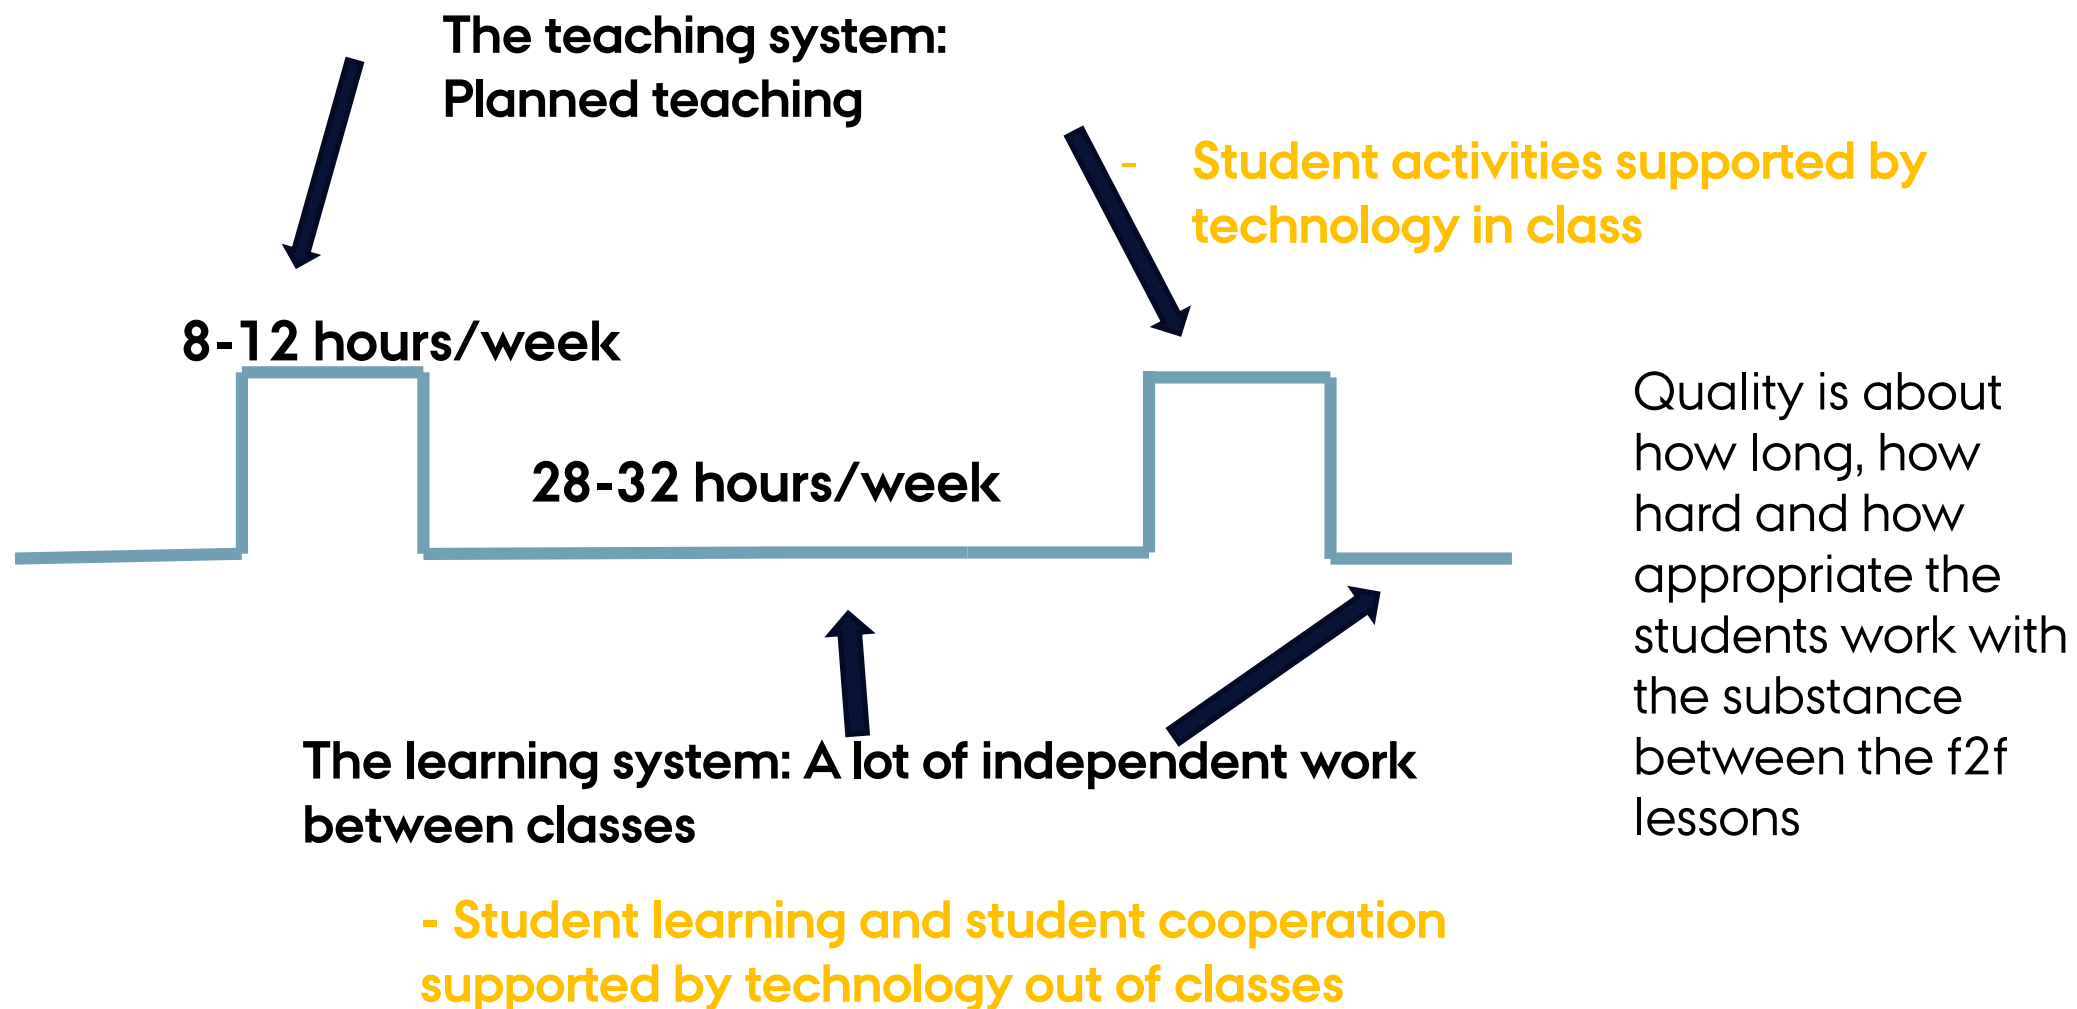 The teaching system:
Planned teaching
- Student activities supported by
technology in class
8-12 hours/week
28-32 hours/week
Quality is about
how long, how
hard and how
appropriate the
students work with
the substance
between the f2f
lessons
The learning system: A lot of independent work
between classes
- Student learning and student cooperation
supported by technology out of classes